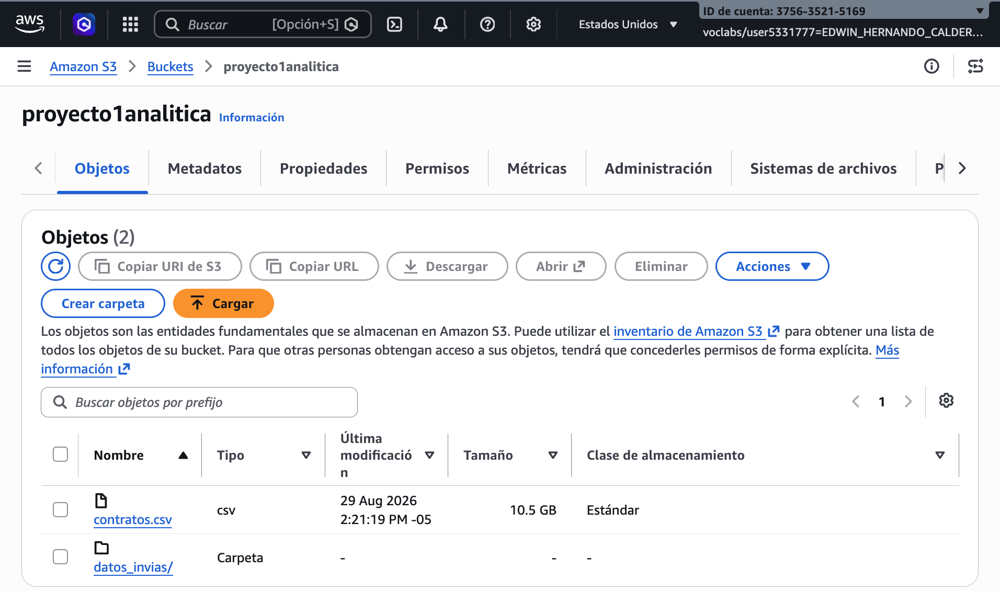 aws
Buscar [Opción+S]
Estados Unidos
ID de cuenta: 3756-3521-5169
voclabs/user5331777=EDWIN_HERNANDO_CALDER...
Amazon S3 > Buckets > proyecto1analitica
proyecto1analitica Información
Objetos Metadatos Propiedades Permisos Métricas Administración Sistemas de archivos P
Objetos (2)
Copiar URI de S3 Copiar URL Descargar Abrir Eliminar Acciones
Crear carpeta Cargar
Los objetos son las entidades fundamentales que se almacenan en Amazon S3. Puede utilizar el inventario de Amazon S3 para obtener una lista de
todos los objetos de su bucket. Para que otras personas obtengan acceso a sus objetos, tendrá que concederles permisos de forma explícita. Más
información
Buscar objetos por prefijo
1
Nombre Tipo Última modificació n Tamaño Clase de almacenamiento
contratos.csv csv 29 Aug 2026 2:21:19 PM -05 10.5 GB Estándar
datos_invias/ Carpeta - - -